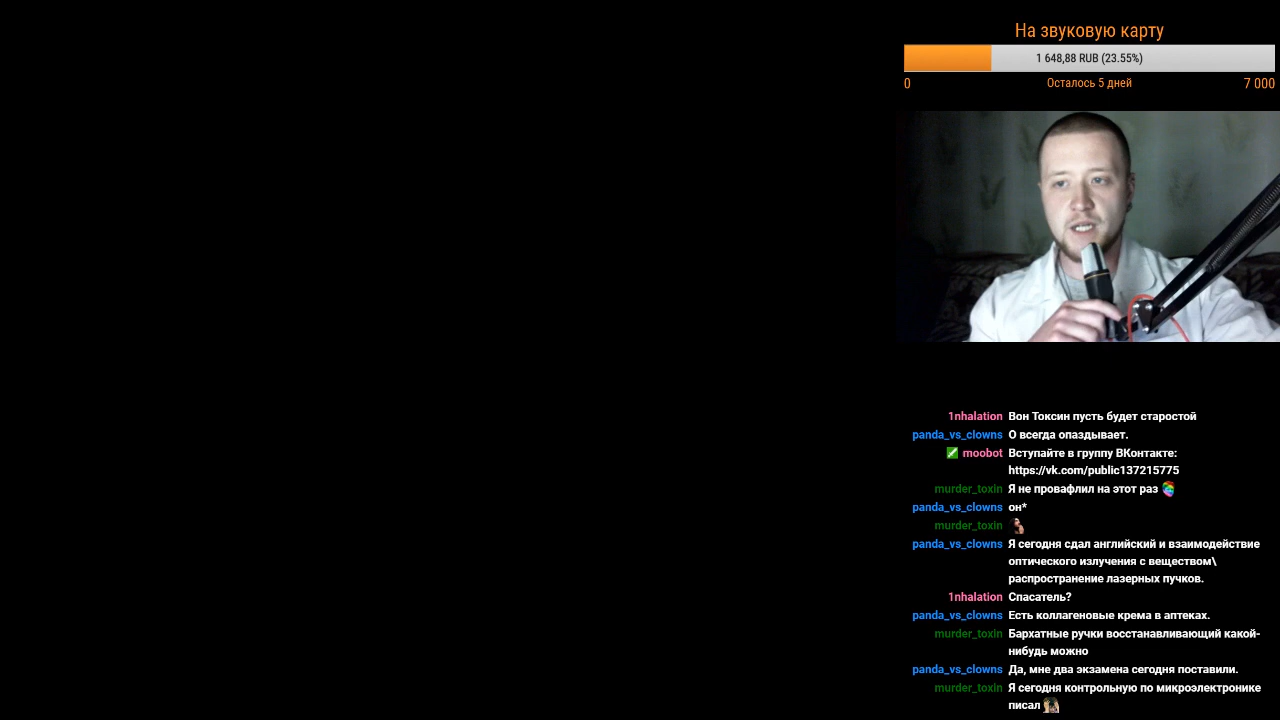 На звуковую карту
1 648,88 RUB (23.55%)
0 Осталось 5 дней 7 000
1nhalation Вон Токсин пусть будет старостой
panda_vs_clowns О всегда опаздывает.
moobot Вступайте в группу ВКонтакте:
https://vk.com/public137215775
murder_toxin Я не провафлил на этот раз
panda_vs_clowns он*
murder_toxin
panda_vs_clowns Я сегодня сдал английский и взаимодействие
оптического излучения с веществом\
распространение лазерных пучков.
1nhalation Спасатель?
panda_vs_clowns Есть коллагеновые крема в аптеках.
murder_toxin Бархатные ручки восстанавливающий какой-
нибудь можно
panda_vs_clowns Да, мне два экзамена сегодня поставили.
murder_toxin Я сегодня контрольную по микроэлектронике
писал